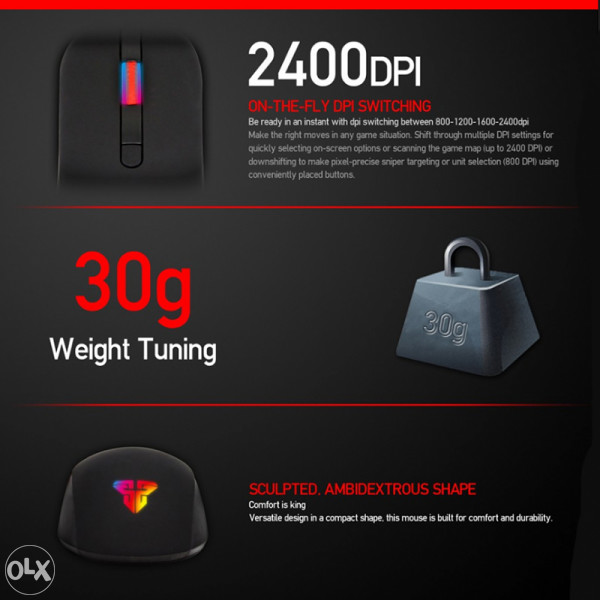 2400DPI
ON-THE-FLY DPI SWITCHING
Be ready in an instant with dpi switching between 800-1200-1600-2400dpi
Make the right moves in any game situation. Shift through multiple DPI settings for
quickly selecting on-screen options or scanning the game map (up to 2400 DPI) or
downshifting to make pixel-precise sniper targeting or unit selection (800 DPI) using
conveniently placed buttons.
30g
Weight Tuning
30g
SCULPTED, AMBIDEXTROUS SHAPE
Comfort is king
Versatile design in a compact shape, this mouse is built for comfort and durability.
OLX